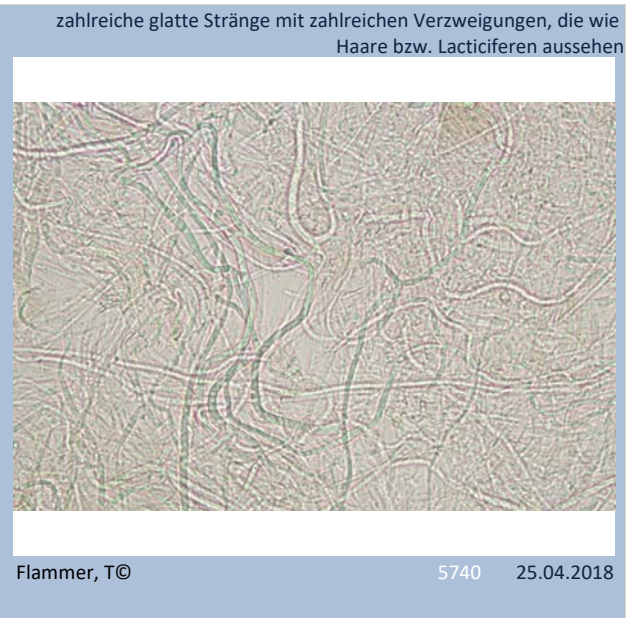 zahlreiche glatte Stränge mit zahlreichen Verzweigungen, die wie
Haare bzw. Lacticiferen aussehen
Flammer, T© 5740 25.04.2018